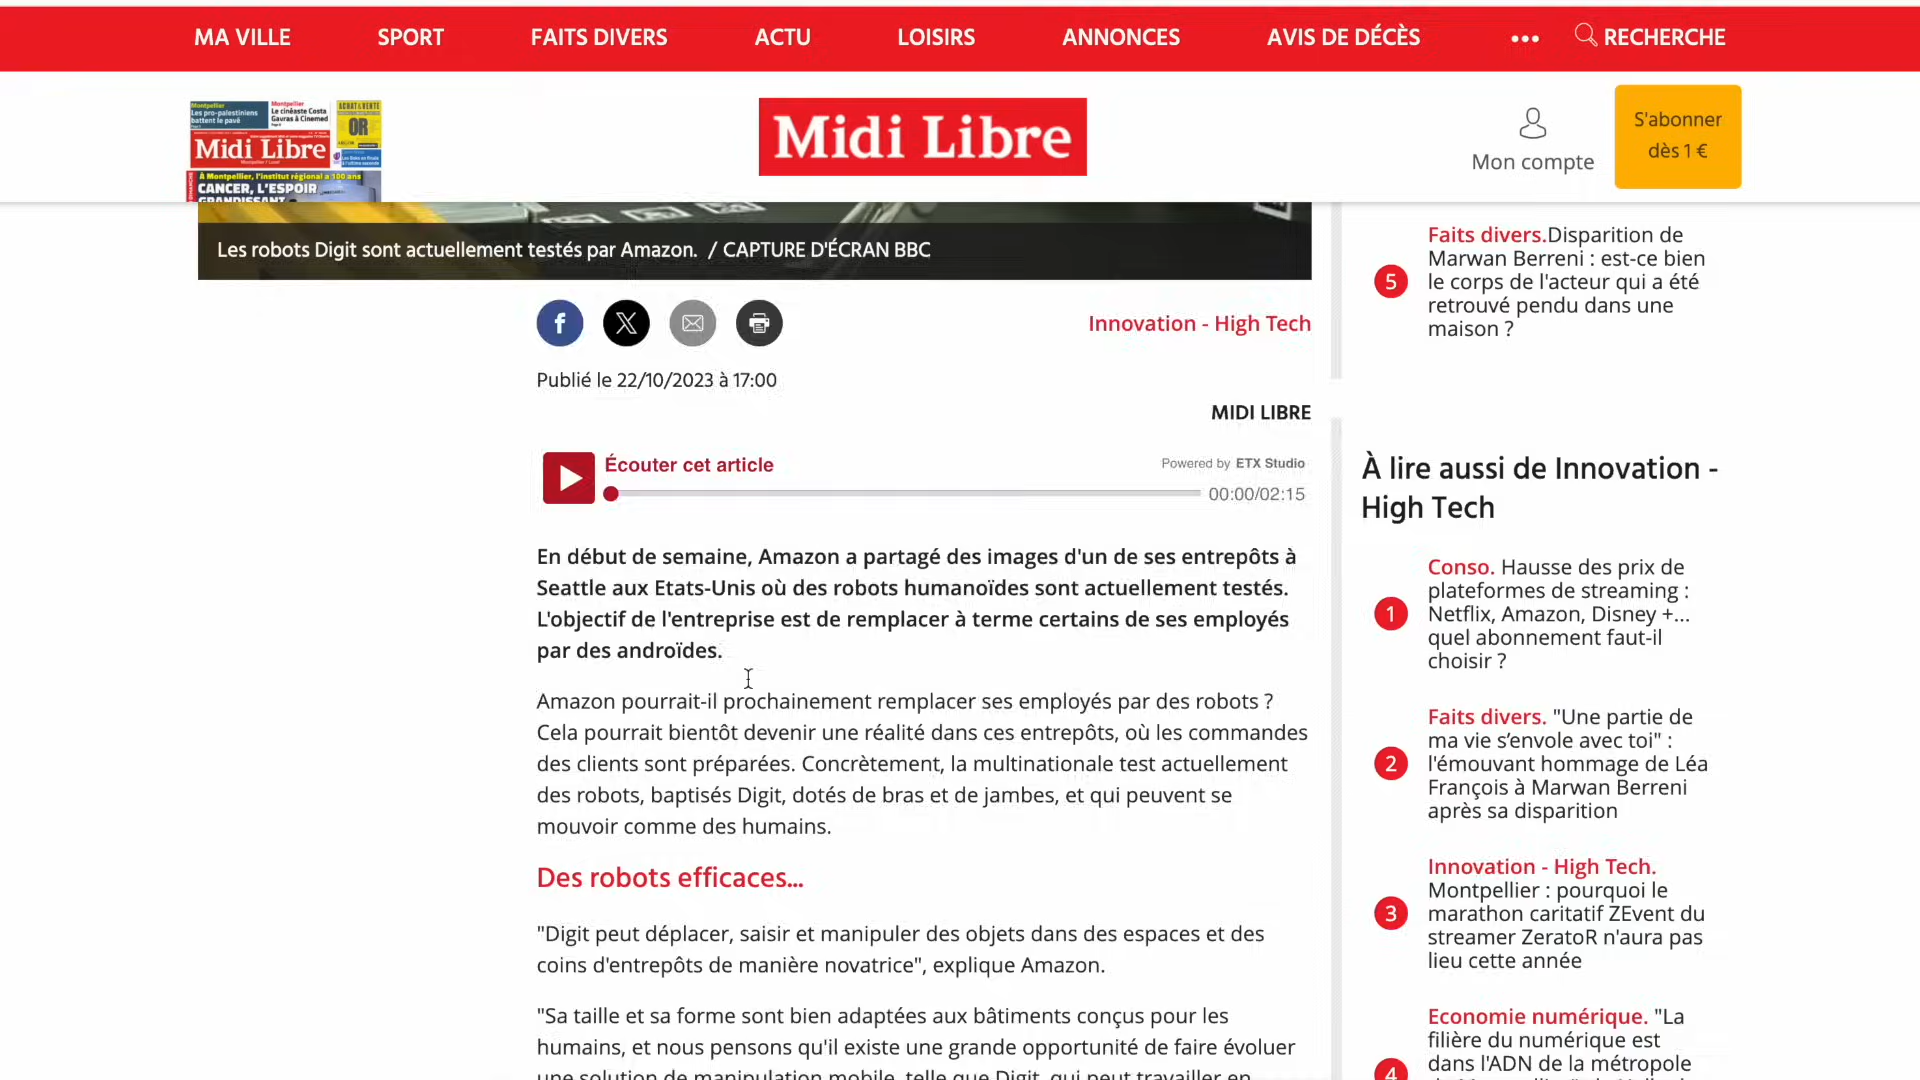 MA VILLE SPORT FAITS DIVERS ACTU LOISIRS ANNONCES AVIS DE DÉCÈS ••• RECHERCHE
Montpellier
Les pro-palestiniens
battent le pavé
Montpellier
Le cinéaste Costa
Gavras à Cinemed
ACHAT & VENTE
OR
Midi Libre
À Montpellier, l'institut régional a 100 ans
CANCER, L'ESPOIR
GRANDISSANT
Midi Libre
Mon compte
S'abonner
dès 1 €
Les robots Digit sont actuellement testés par Amazon. / CAPTURE D'ÉCRAN BBC
Innovation - High Tech
Publié le 22/10/2023 à 17:00
MIDI LIBRE
Écouter cet article
Powered by ETX Studio
00:00/02:15
En début de semaine, Amazon a partagé des images d'un de ses entrepôts à
Seattle aux Etats-Unis où des robots humanoïdes sont actuellement testés.
L'objectif de l'entreprise est de remplacer à terme certains de ses employés
par des androïdes.
Amazon pourrait-il prochainement remplacer ses employés par des robots ?
Cela pourrait bientôt devenir une réalité dans ces entrepôts, où les commandes
des clients sont préparées. Concrètement, la multinationale test actuellement
des robots, baptisés Digit, dotés de bras et de jambes, et qui peuvent se
mouvoir comme des humains.
Des robots efficaces...
"Digit peut déplacer, saisir et manipuler des objets dans des espaces et des
coins d'entrepôts de manière novatrice", explique Amazon.
"Sa taille et sa forme sont bien adaptées aux bâtiments conçus pour les
humains, et nous pensons qu'il existe une grande opportunité de faire évoluer
une solution de manipulation mobile, telle que Digit, qui peut travailler en
5
Faits divers.Disparition de
Marwan Berreni : est-ce bien
le corps de l'acteur qui a été
retrouvé pendu dans une
maison ?
À lire aussi de Innovation -
High Tech
1
Conso. Hausse des prix de
plateformes de streaming :
Netflix, Amazon, Disney +...
quel abonnement faut-il
choisir ?
2
Faits divers. "Une partie de
ma vie s'envole avec toi" :
l'émouvant hommage de Léa
François à Marwan Berreni
après sa disparition
3
Innovation - High Tech.
Montpellier : pourquoi le
marathon caritatif ZEvent du
streamer ZeratoR n'aura pas
lieu cette année
4
Economie numérique. "La
filière du numérique est
dans l'ADN de la métropole